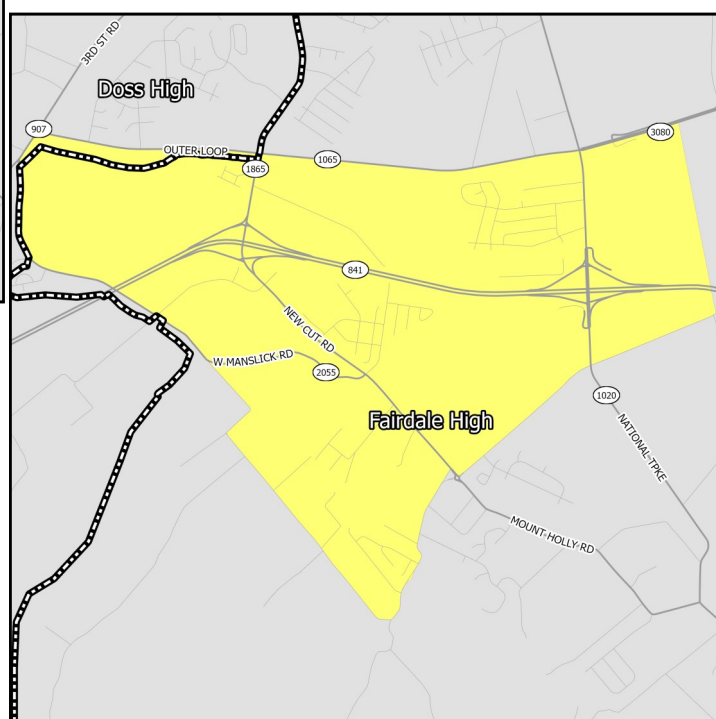 3RD ST RD
Doss High
907
OUTER LOOP
3080
1065
1865
841
NEW CUT RD
W MANSLICK RD
2055
Fairdale High
1020
NATIONAL TPKE
MOUNT HOLLY RD